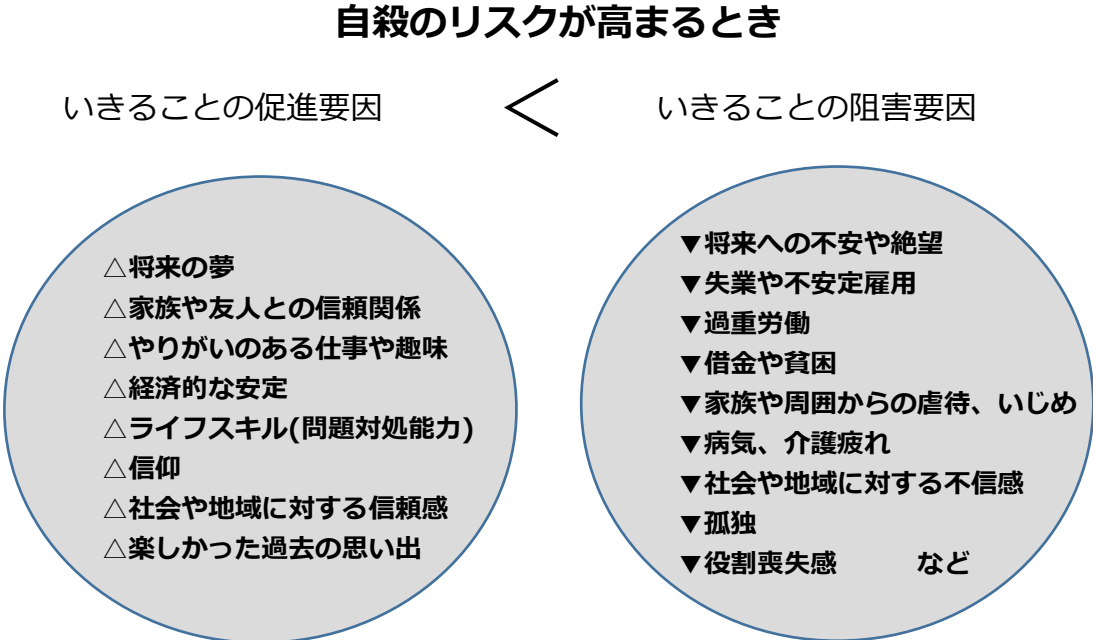 自殺のリスクが高まるとき
いきることの促進要因 < いきることの阻害要因
△将来の夢
△家族や友人との信頼関係
△やりがいのある仕事や趣味
△経済的な安定
△ライフスキル(問題対処能力)
△信仰
△社会や地域に対する信頼感
△楽しかった過去の思い出
▼将来への不安や絶望
▼失業や不安定雇用
▼過重労働
▼借金や貧困
▼家族や周囲からの虐待、いじめ
▼病気、介護疲れ
▼社会や地域に対する不信感
▼孤独
▼役割喪失感 など